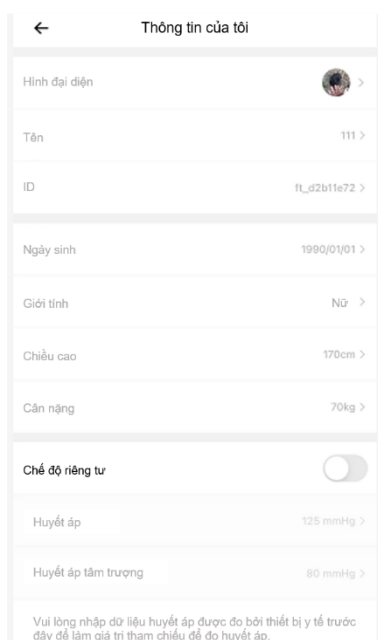 Thông tin của tôi
Hình đại diện
Tên 111
ID ft_d2b11e72
Ngày sinh 1990/01/01
Giới tính Nữ
Chiều cao 170cm
Cân nặng 70kg
Chế độ riêng tư
Huyết áp 125 mmHg
Huyết áp tâm trượng 80 mmHg
Vui lòng nhập dữ liệu huyết áp được đo bởi thiết bị y tế trước
đây để làm giá trị tham chiếu để đo huyết áp.